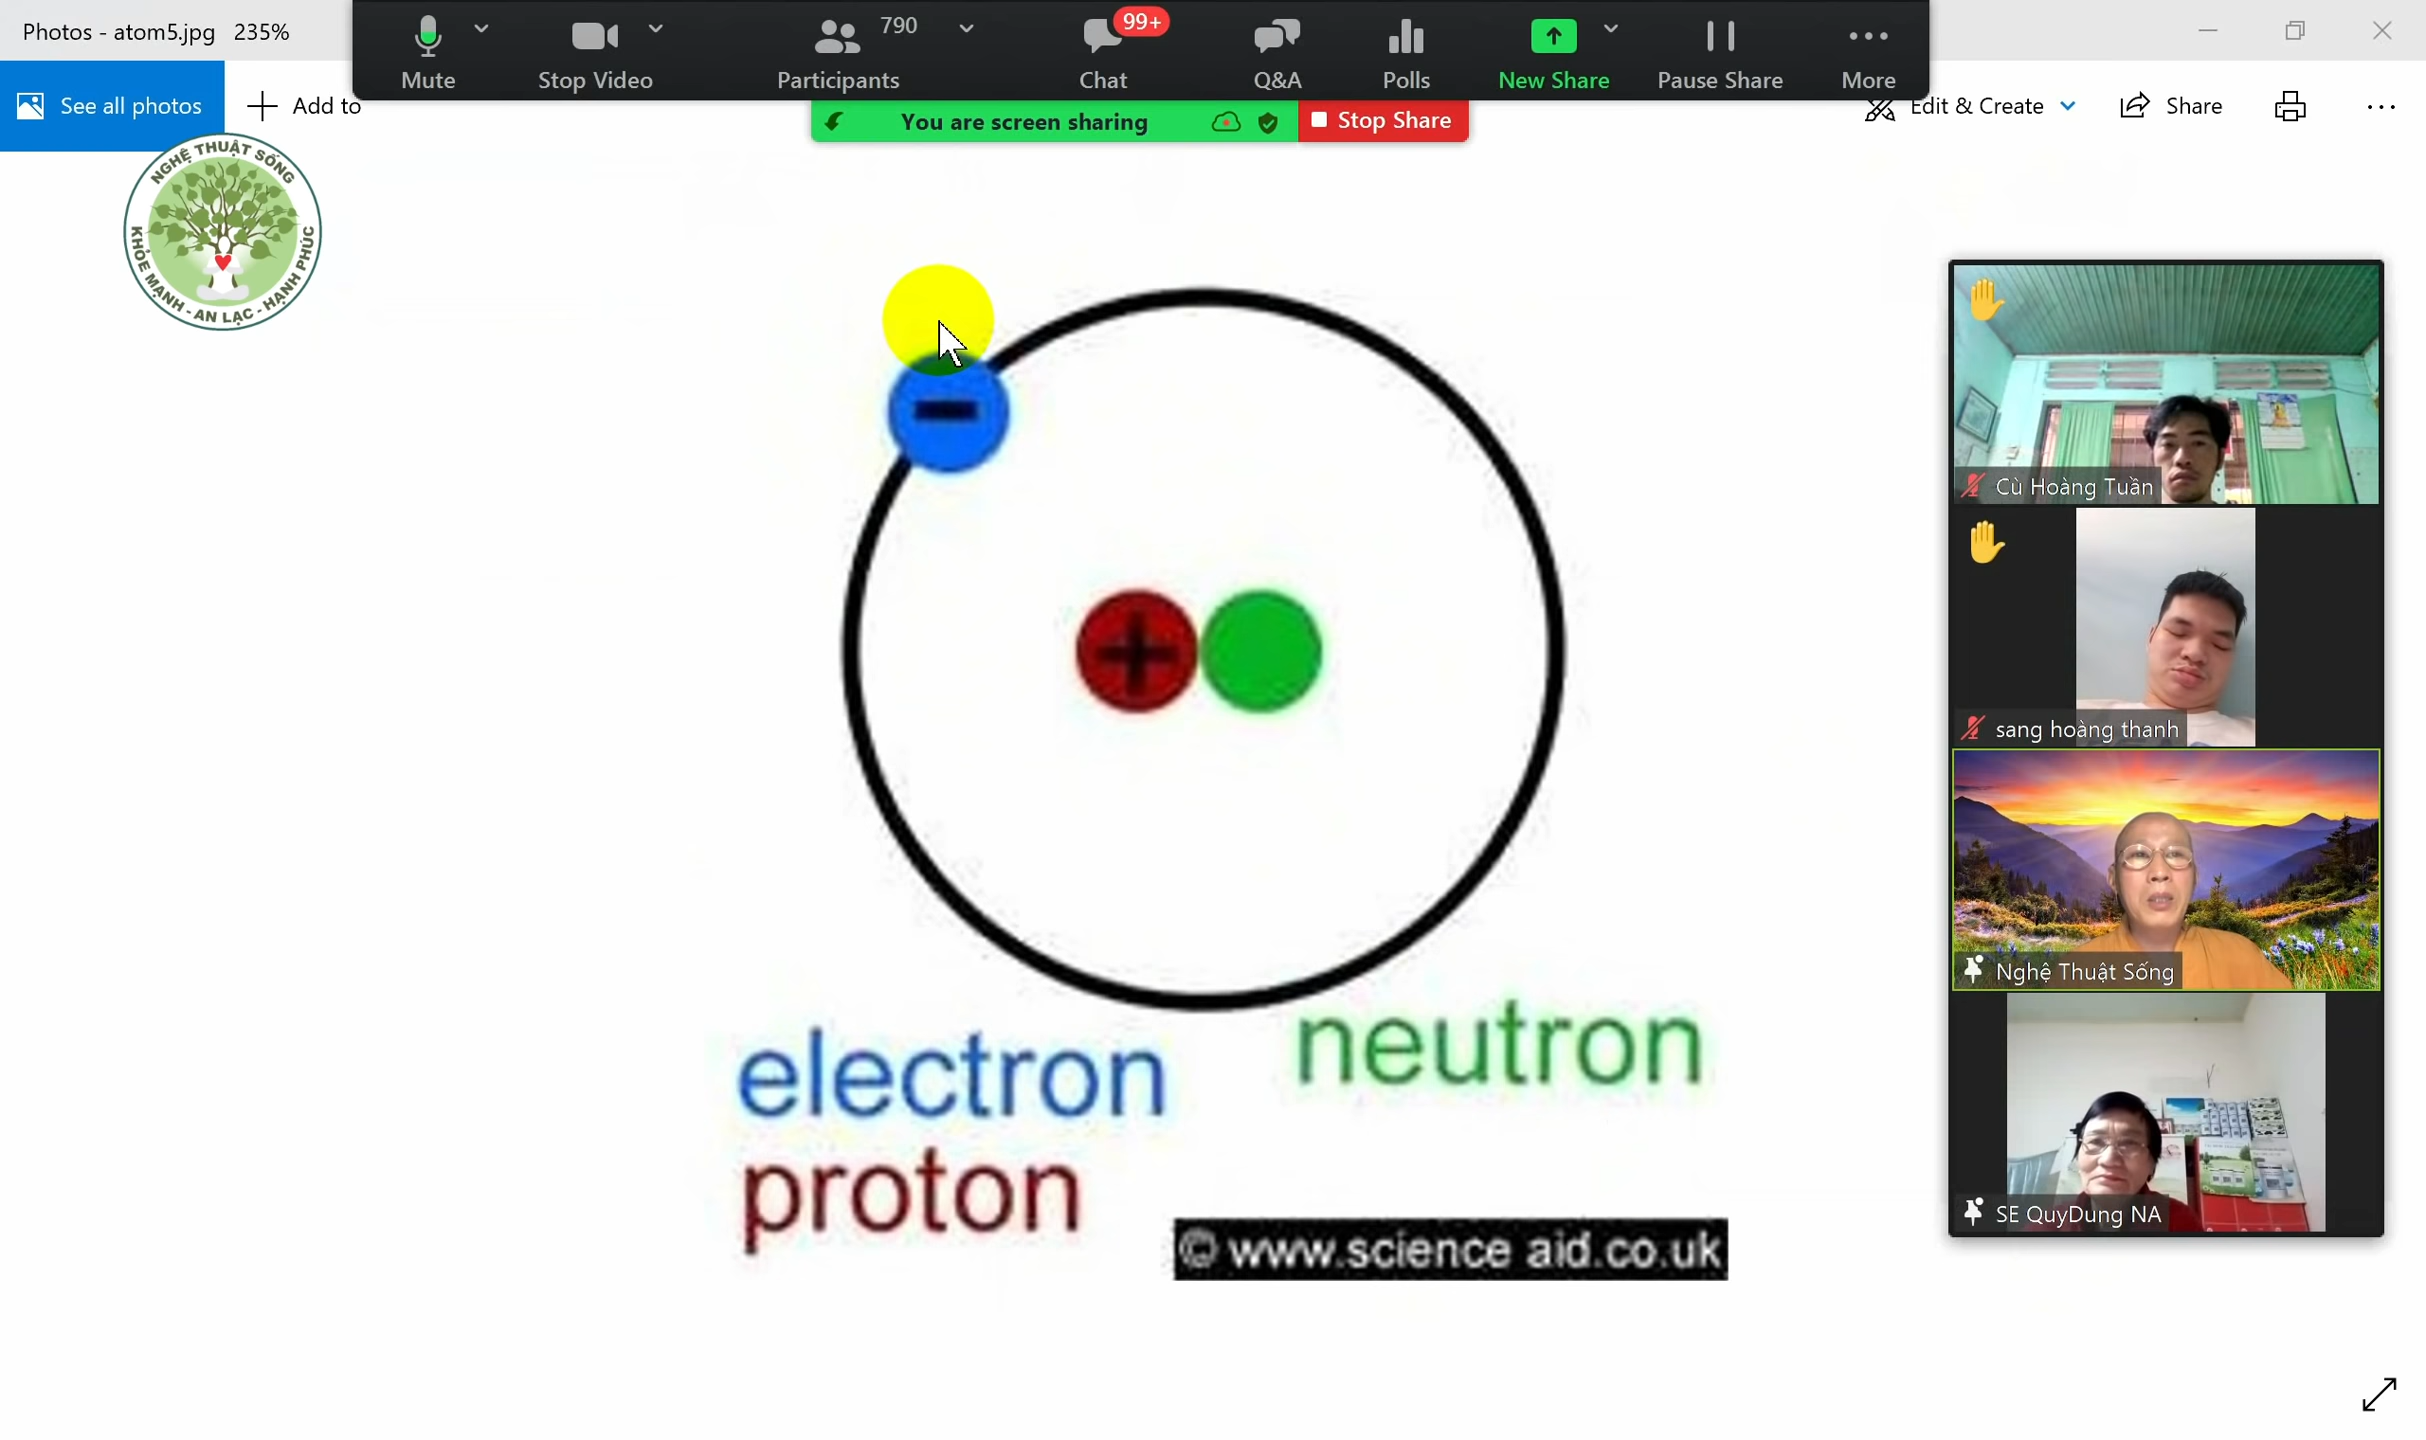 Photos - atom5.jpg 235%
Mute
Stop Video
790
Participants
99+
Chat
Q&A
Polls
New Share
Pause Share
More
See all photos
Add to
You are screen sharing
Stop Share
Edit & Create
Share
NGHỆ THUẬT SỐNG
KHỎE MẠNH - AN LẠC - HẠNH PHÚC
Cù Hoàng Tuần
sang hoàng thanh
Nghệ Thuật Sống
SE QuyDung NA
electron
neutron
proton
© www.science aid.co.uk